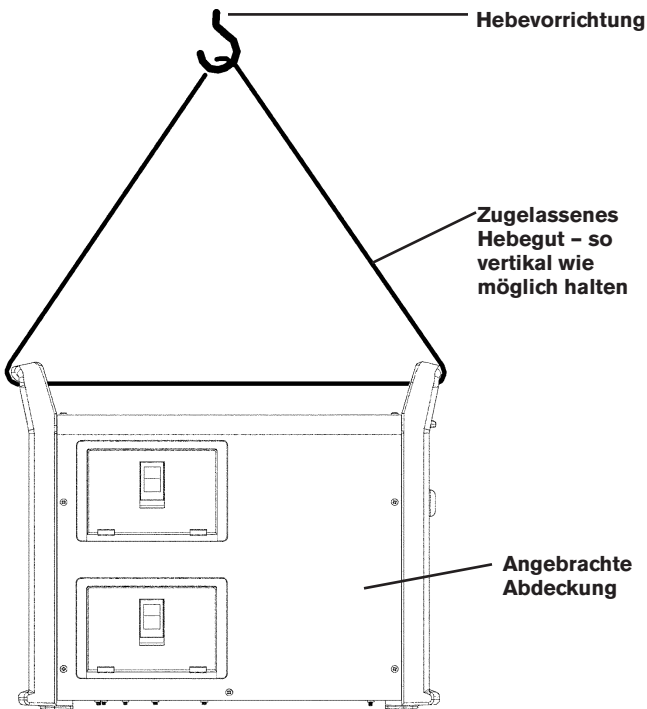 Hebevorrichtung
Zugelassenes
Hebegut – so
vertikal wie
möglich halten
Angebrachte
Abdeckung